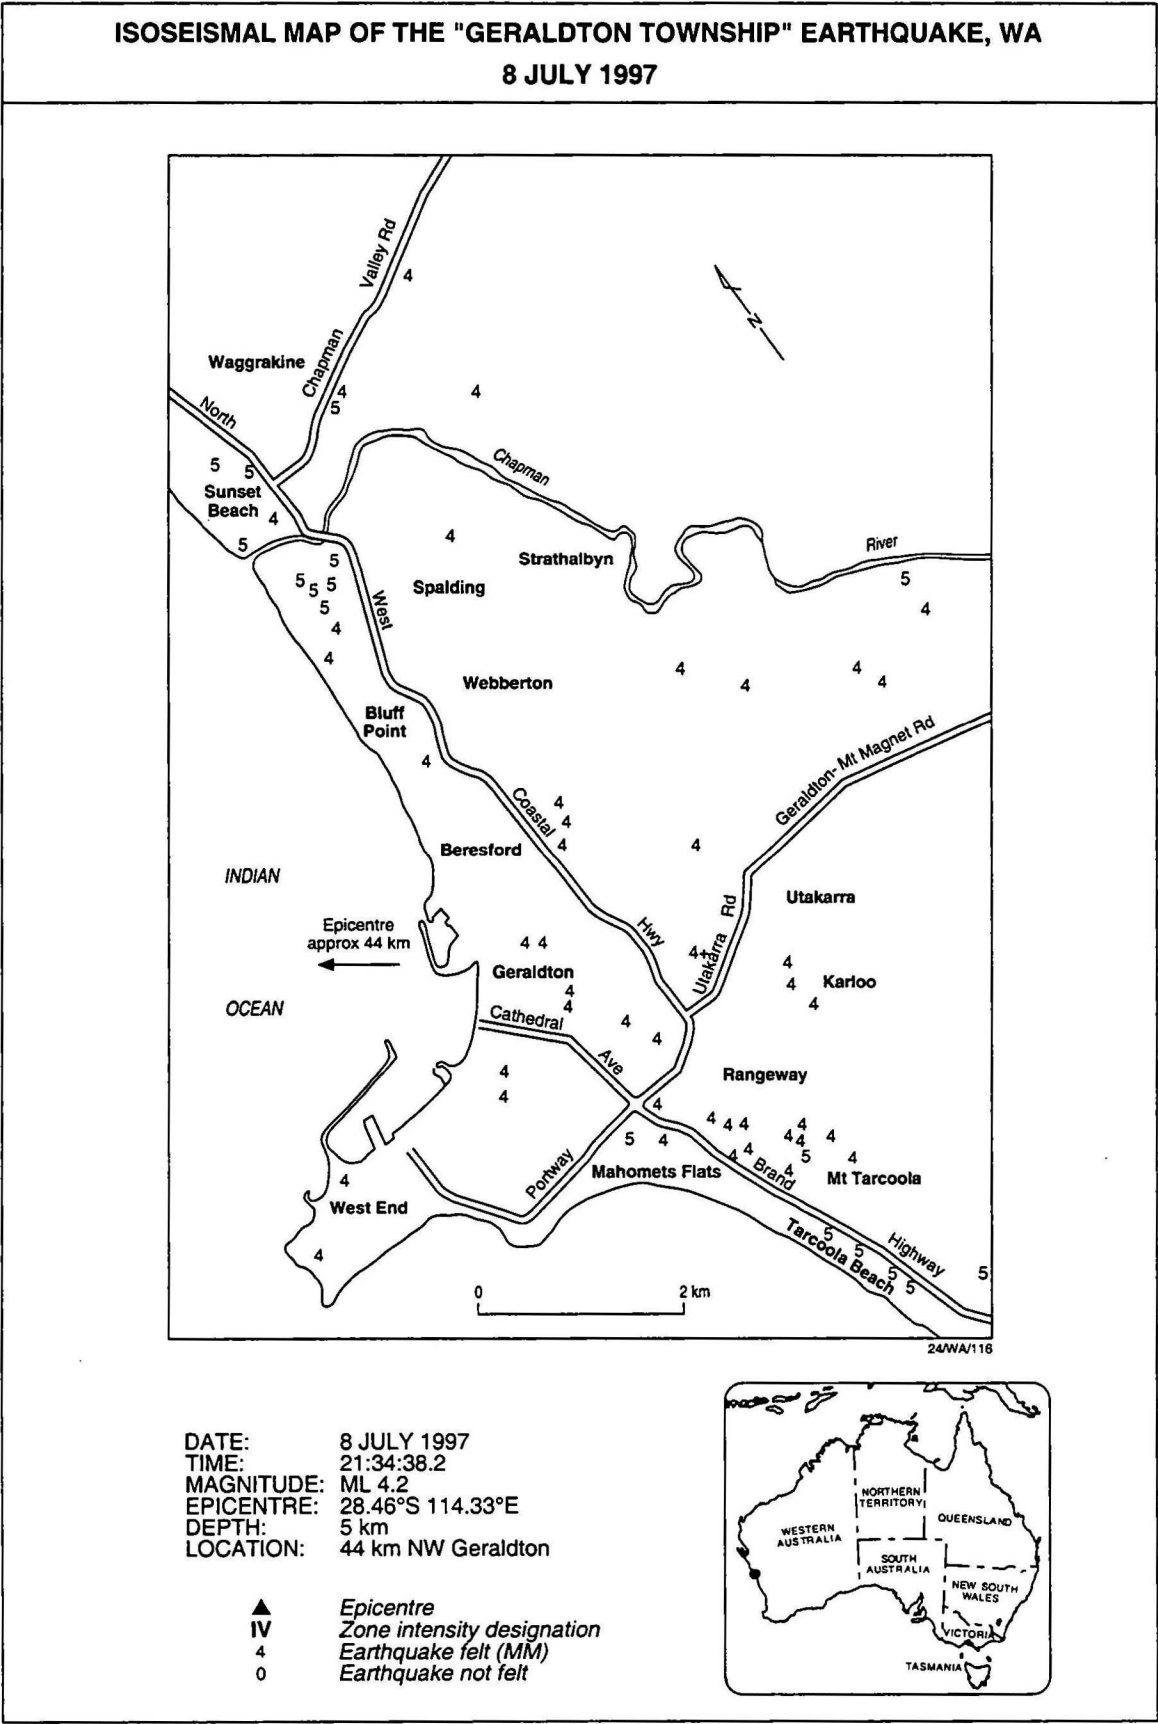 ISOSEISMAL MAP OF THE "GERALDTON TOWNSHIP" EARTHQUAKE, WA
8 JULY 1997
Chapman Valley Rd
4
Waggrakine
4
5
4
North
5
5
Sunset
Beach
4
5
Chapman
4
Strathalbyn
River
5
5
5
5
5
5
4
4
West
Spalding
4
Webberton
4
4
4
4
Bluff
Point
4
Geraldton- Mt Magnet Rd
Coastal
4
4
4
Beresford
4
INDIAN
Utakarra
Epicentre
approx 44 km
Hwy
4 4
4+
Utakarra Rd
4
Geraldton
4
Karloo
4
4
4
OCEAN
Cathedral
4
4
Ave
4
4
Rangeway
4
4
4 4 4
4
4 4
4
5 4
4
4
5
4
Portway
Mahomets Flats
Brand
4
Mt Tarcoola
4
West End
4
Tarcoola Beach
5
5
5
5
Highway
5
0 2 km
N
24/WA/116
DATE: 8 JULY 1997
TIME: 21:34:38.2
MAGNITUDE: ML 4.2
EPICENTRE: 28.46°S 114.33°E
DEPTH: 5 km
LOCATION: 44 km NW Geraldton
Epicentre
IV Zone intensity designation
4 Earthquake felt (MM)
0 Earthquake not felt
NORTHERN
TERRITORY
QUEENSLAND
WESTERN
AUSTRALIA
SOUTH
AUSTRALIA
NEW SOUTH
WALES
VICTORIA
TASMANIA